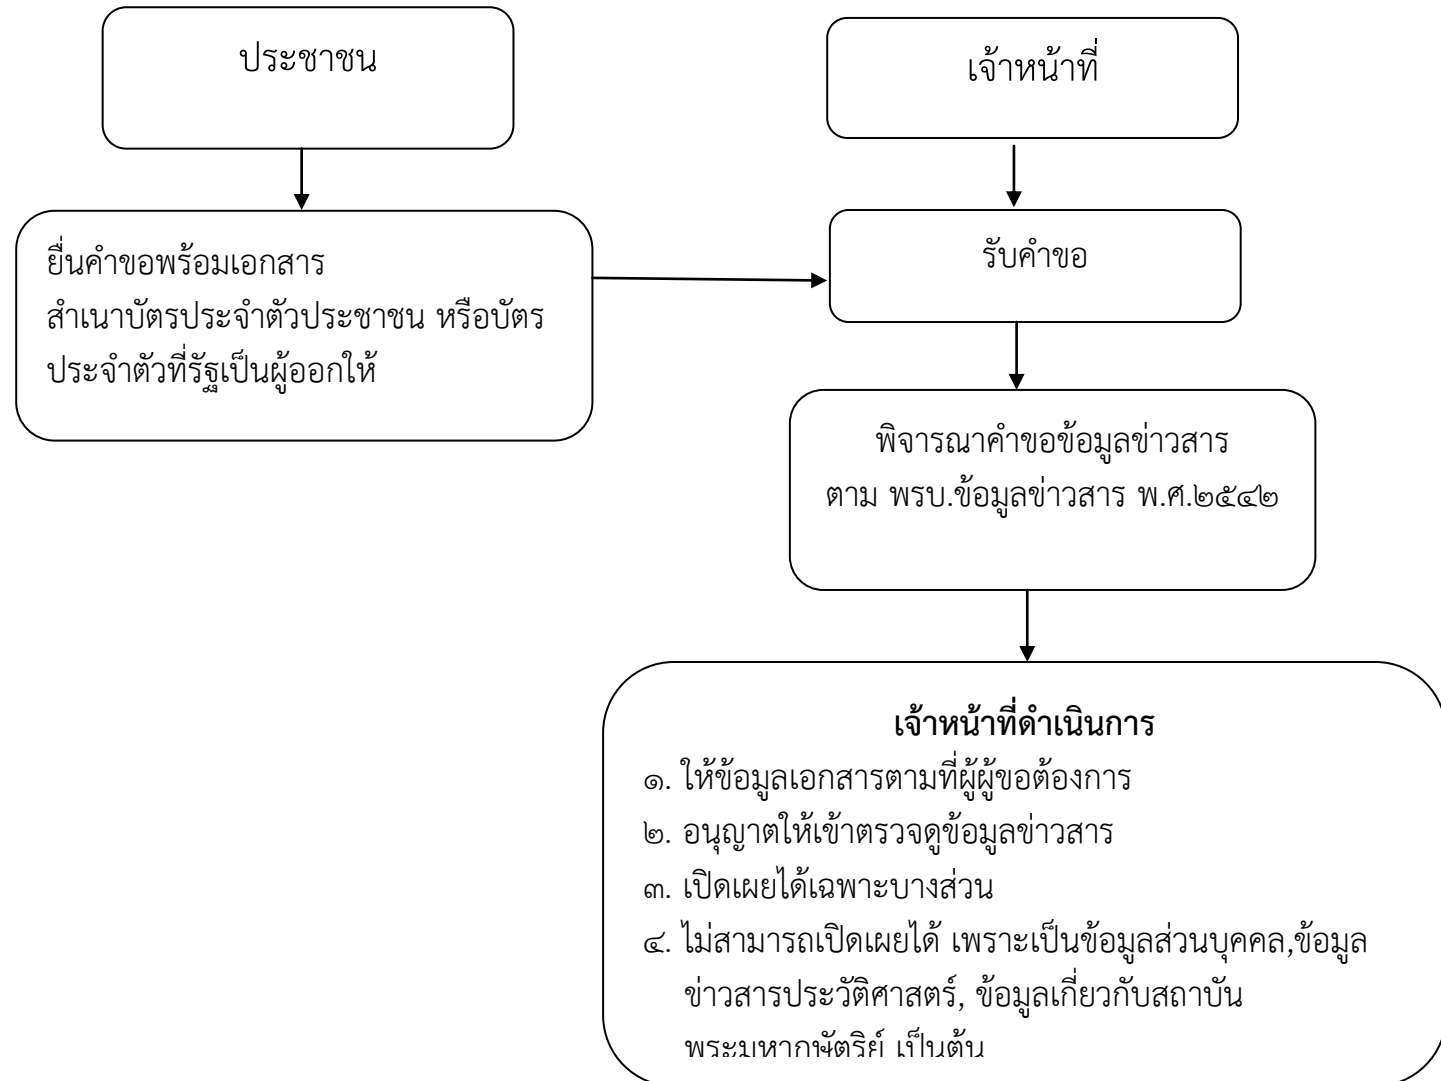 ประชาชน
เจ้าหน้าที่
ยื่นคำขอพร้อมเอกสาร
สำเนาบัตรประจำตัวประชาชน หรือบัตร
ประจำตัวที่รัฐเป็นผู้ออกให้
รับคำขอ
พิจารณาคำขอข้อมูลข่าวสาร
ตาม พรบ.ข้อมูลข่าวสาร พ.ศ.๒๕๔๒
เจ้าหน้าที่ดำเนินการ
๑. ให้ข้อมูลเอกสารตามที่ผู้ผู้ขอต้องการ
๒. อนุญาตให้เข้าตรวจดูข้อมูลข่าวสาร
๓. เปิดเผยได้เฉพาะบางส่วน
๔. ไม่สามารถเปิดเผยได้ เพราะเป็นข้อมูลส่วนบุคคล,ข้อมูล
ข่าวสารประวัติศาสตร์, ข้อมูลเกี่ยวกับสถาบัน
พระมหากษัตริย์ เป็นต้น